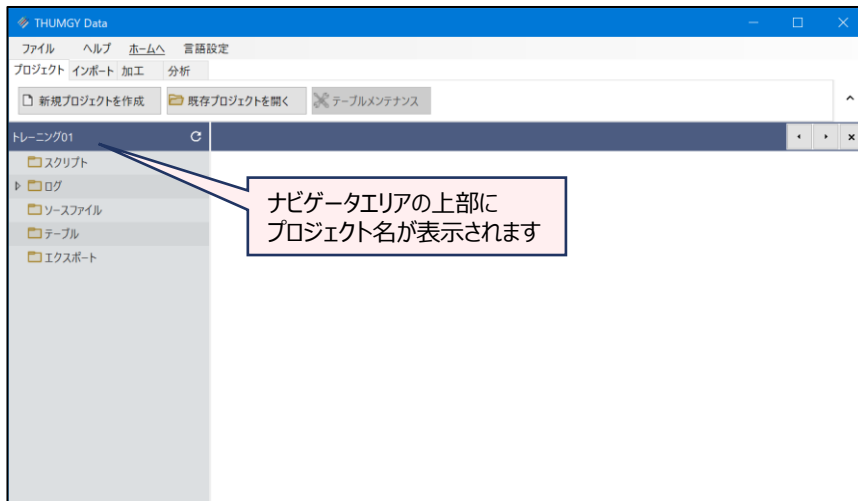 THUMGY Data
ファイル ヘルプ ホームへ 言語設定
プロジェクト インポート 加工 分析
新規プロジェクトを作成 既存プロジェクトを開く テーブルメンテナンス
トレーニング01
スクリプト
ログ
ソースファイル
テーブル
エクスポート
ナビゲータエリアの上部に
プロジェクト名が表示されます